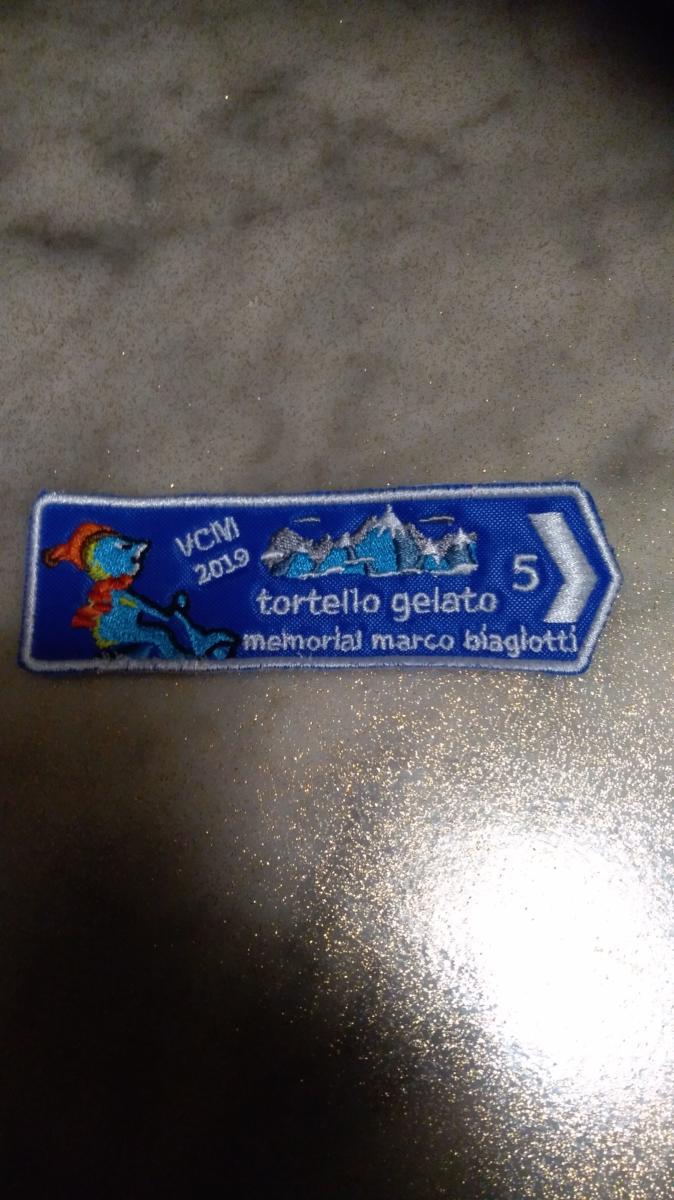 VCM
2019
5
tortello gelato
memorial marco biagiotti